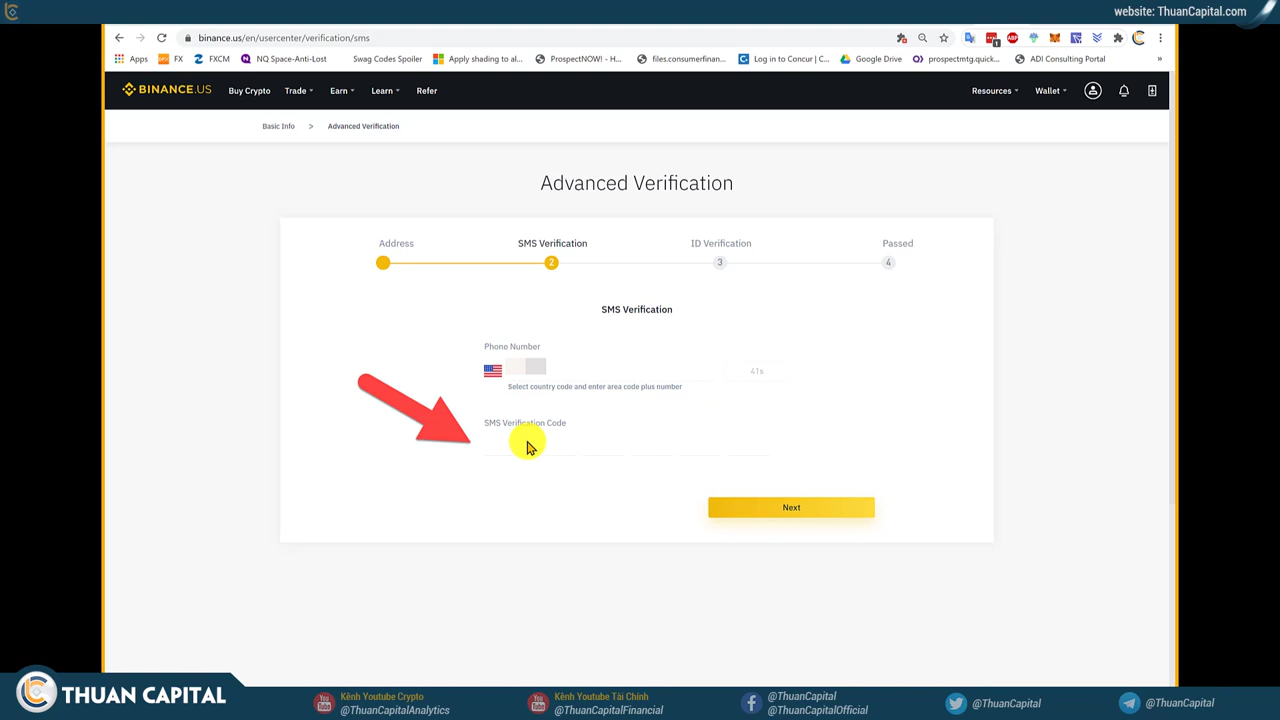 website: ThuanCapital.com
binance.us/en/usercenter/verification/sms
Apps FX FXCM NQ Space-Anti-Lost Swag Codes Spoiler Apply shading to al... ProspectNOW! - H... files.consumerfinan... Log in to Concur | C... Google Drive prospectmtg.quick... ADI Consulting Portal »
BINANCE.US Buy Crypto Trade Earn Learn Refer Resources Wallet
Basic Info > Advanced Verification
Advanced Verification
Address SMS Verification ID Verification Passed
2 3 4
SMS Verification
Phone Number
41s
Select country code and enter area code plus number
SMS Verification Code
Next
THUAN CAPITAL
Kênh Youtube Crypto
@ThuanCapitalAnalytics
Kênh Youtube Tài Chính
@ThuanCapitalFinancial
@ThuanCapital
@ThuanCapitalOfficial
@ThuanCapital
@ThuanCapital